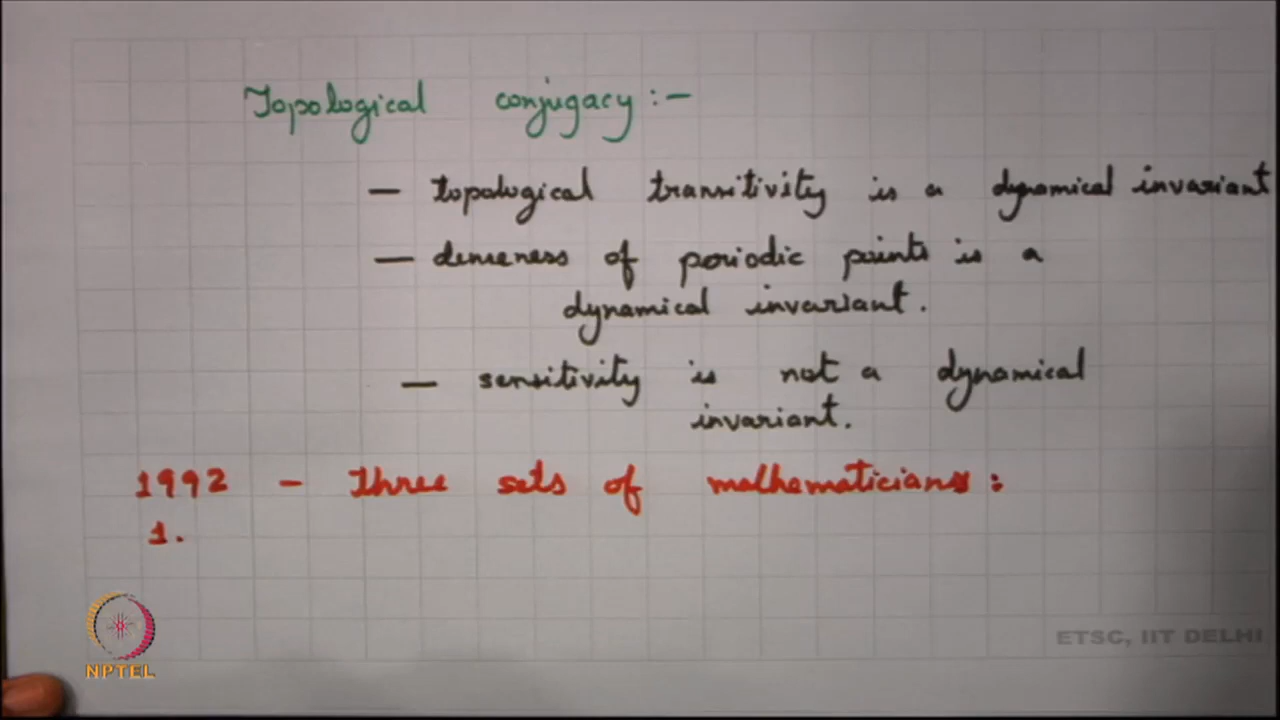 Topological conjugacy :-
— topological transitivity is a dynamical invariant
— denseness of periodic points is a
dynamical invariant.
— sensitivity is not a dynamical
invariant.
1992 - Three sets of mathematicians :
1.
NPTEL
ETSC, IIT DELHI